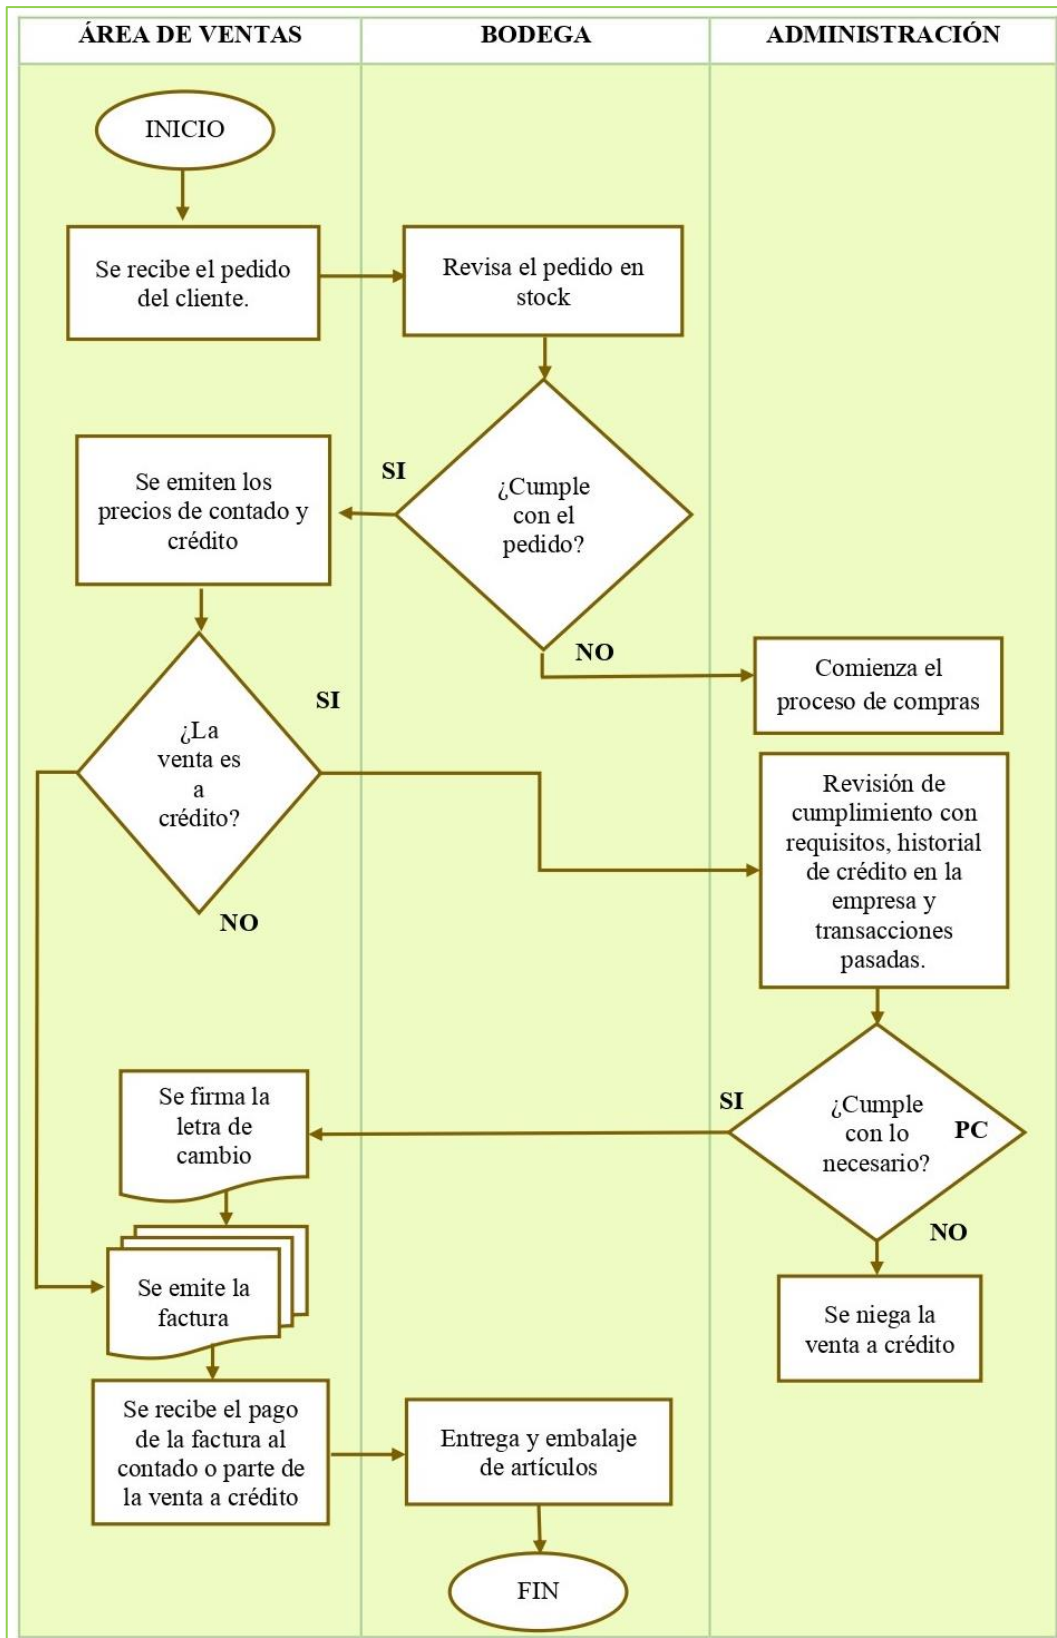 ÁREA DE VENTAS
BODEGA
ADMINISTRACIÓN
INICIO
Se recibe el pedido
del cliente.
Revisa el pedido en
stock
Se emiten los
precios de contado y
crédito
SI
¿Cumple
con el
pedido?
NO
Comienza el
proceso de compras
¿La
venta es
a
crédito?
SI
NO
Revisión de
cumplimiento con
requisitos, historial
de crédito en la
empresa y
transacciones
pasadas.
Se firma la
letra de
cambio
SI
¿Cumple
con lo
necesario?
PC
NO
Se emite la
factura
Se niega la
venta a crédito
Se recibe el pago
de la factura al
contado o parte de
la venta a crédito
Entrega y embalaje
de artículos
FIN